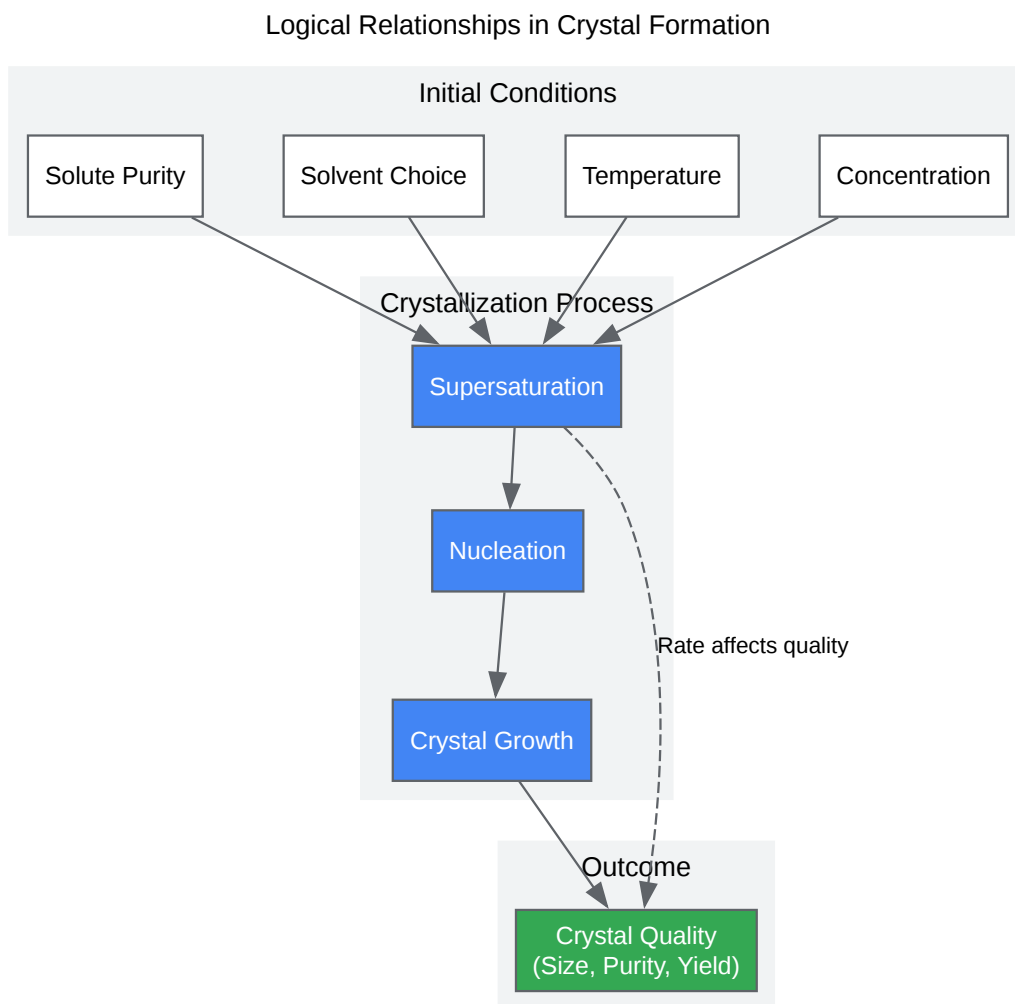 Logical Relationships in Crystal Formation
Initial Conditions
Solute Purity
Solvent Choice
Temperature
Concentration
Crystallization Process
Supersaturation
Nucleation
Rate affects quality
Crystal Growth
Outcome
Crystal Quality
(Size, Purity, Yield)